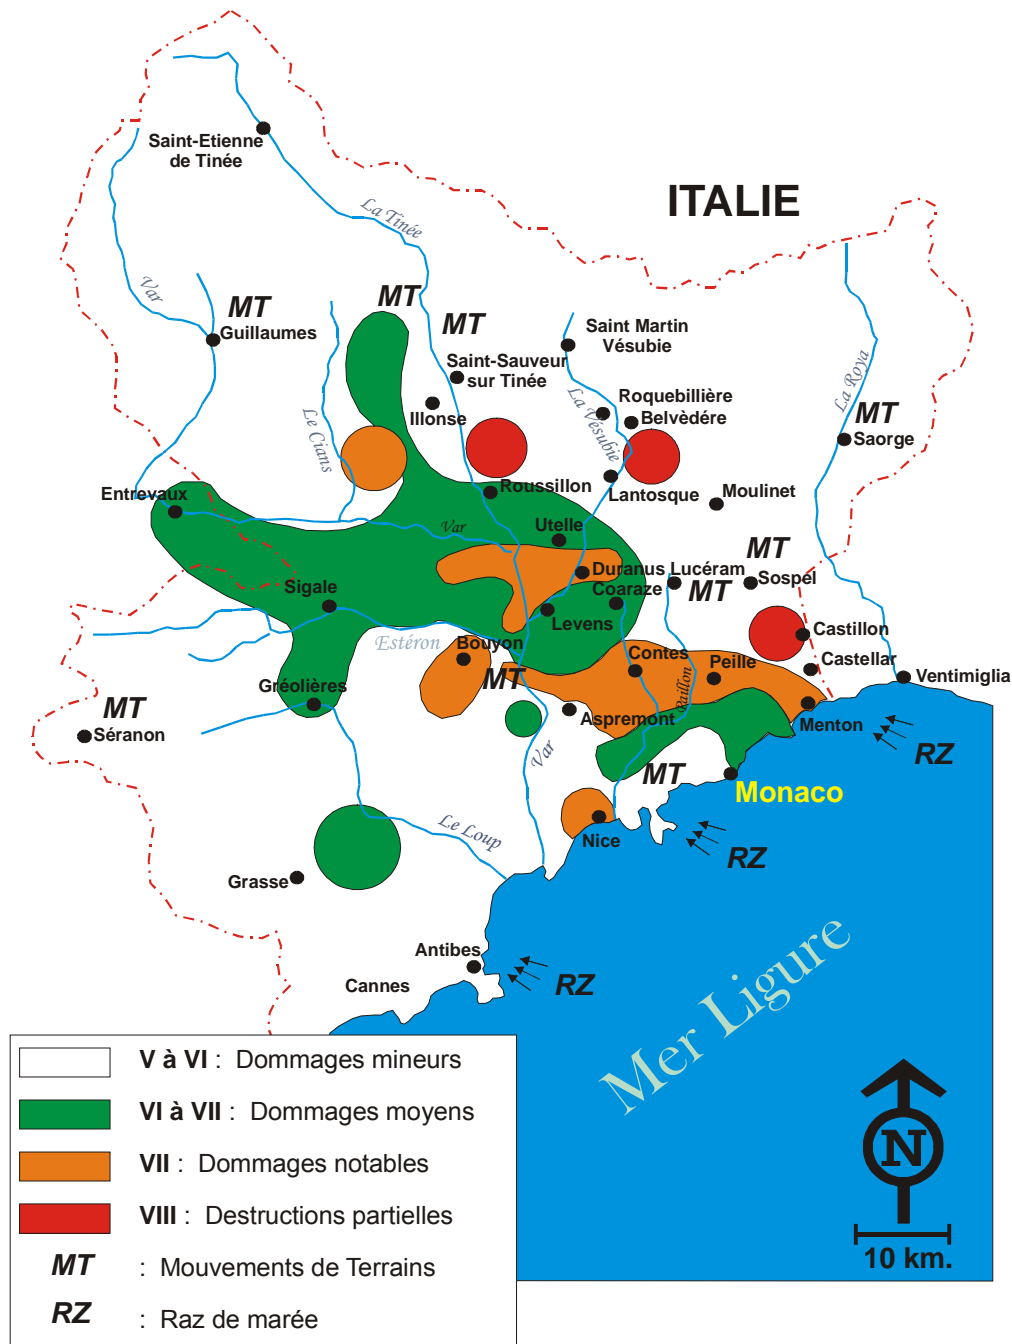 ITALIE
Saint-Etienne
de Tinée
La Tinée
Var
MT
MT
MT
Guillaumes
Saint Martin
Vésubie
Saint-Sauveur
sur Tinée
La Roya
Le Cians
Illonse
La Vésubie
Roquebillière
Belvèdére
MT
Saorge
Entrevaux
Roussillon
Lantosque
Moulinet
Var
Utelle
MT
Duranus
Lucéram
MT
Sospel
Sigale
Coaraze
Levens
Estéron
Bouyon
Castillon
Contes
Peille
Castellar
MT
Ventimiglia
Gréolières
Paillon
MT
Séranon
Aspremont
Menton
RZ
Var
MT
Monaco
Le Loup
Nice
RZ
Grasse
Antibes
Cannes
RZ
Mer Ligure
N
10 km.
V à VI : Dommages mineurs
VI à VII : Dommages moyens
VII : Dommages notables
VIII : Destructions partielles
MT : Mouvements de Terrains
RZ : Raz de marée